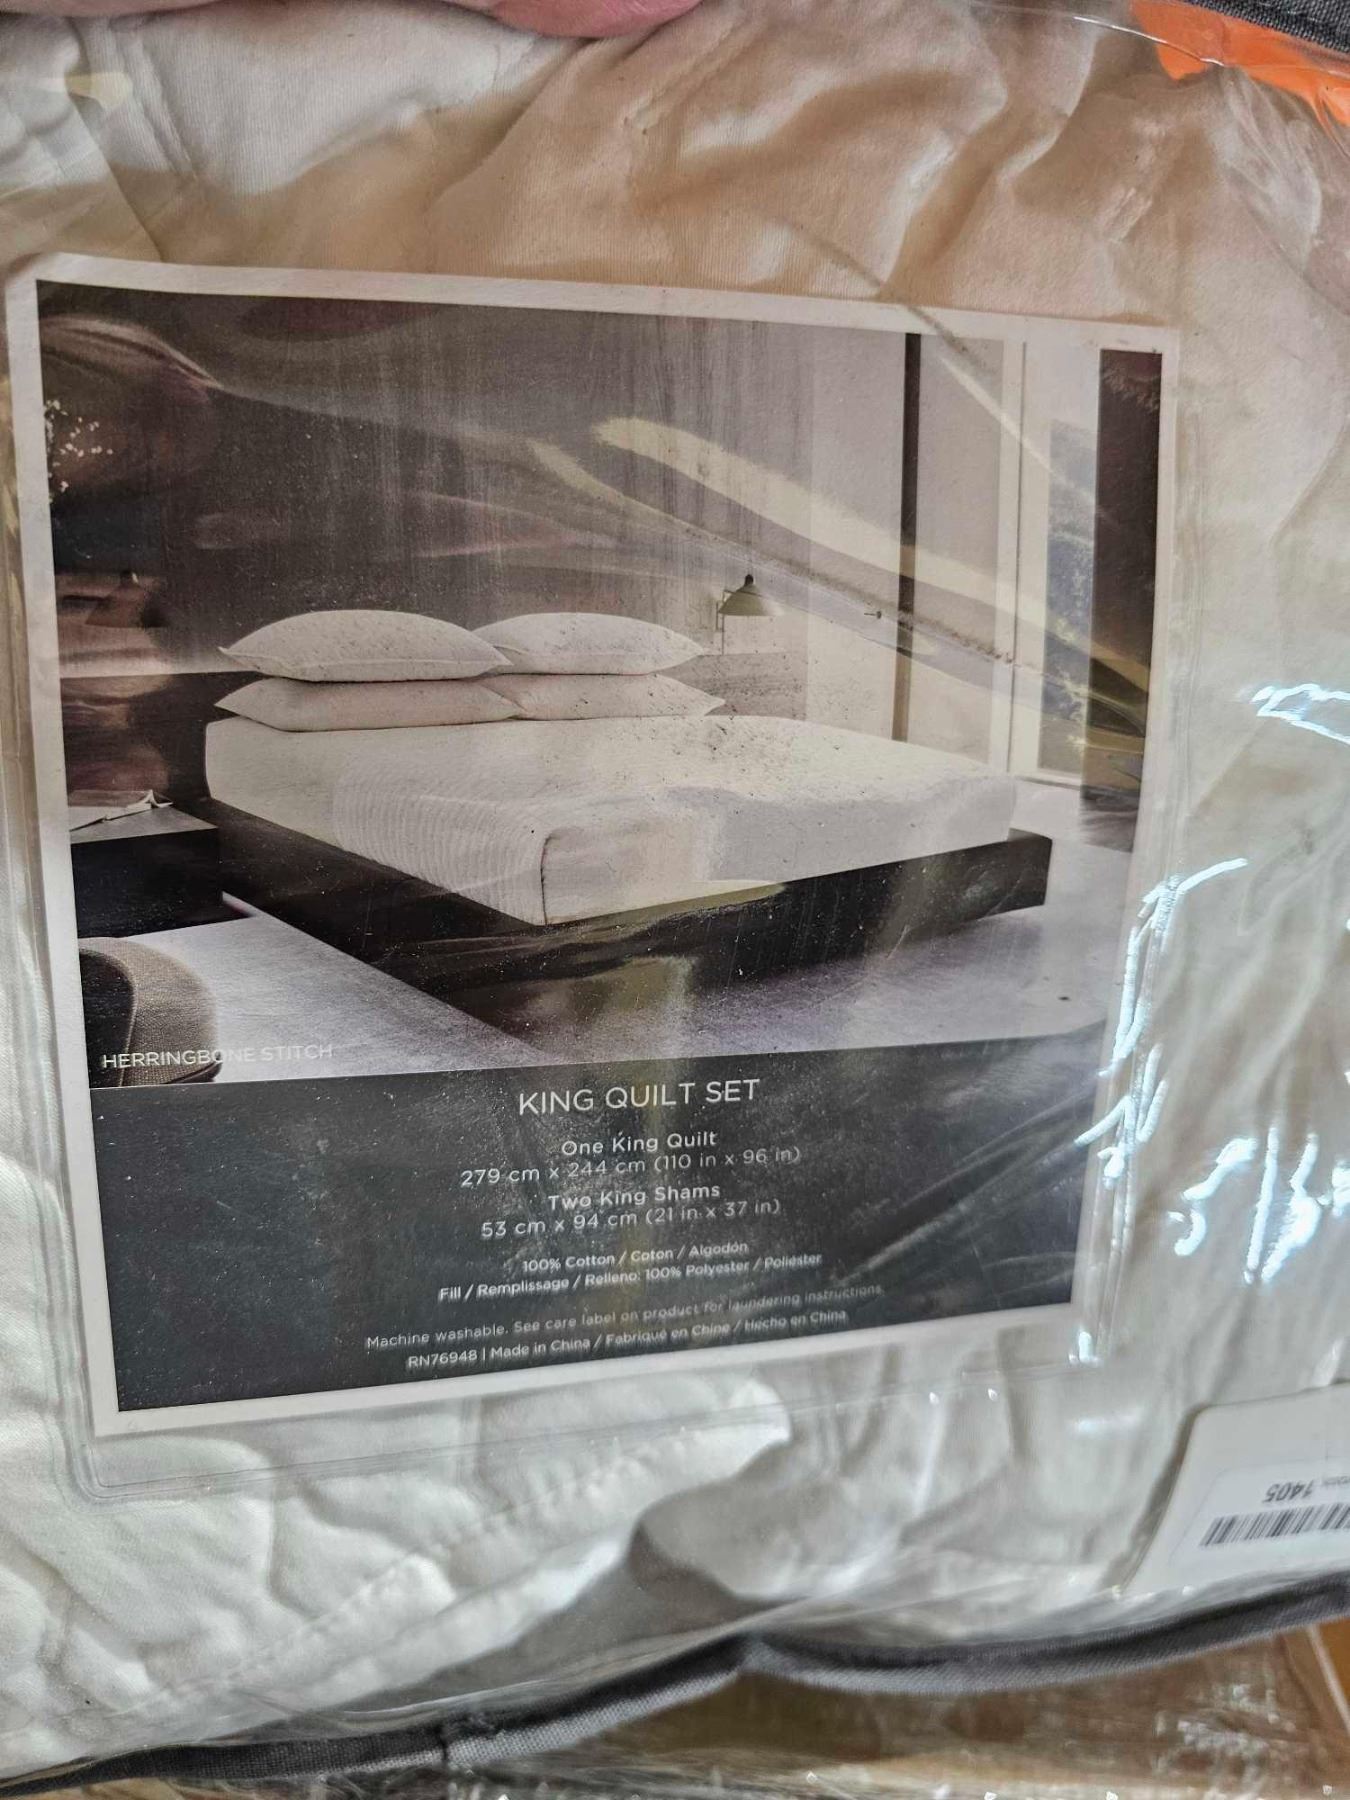 HERRINGBONE STITCH
KING QUILT SET
One King Quilt
279 cm x 244 cm (110 in x 96 in)
Two King Shams
53 cm x 94 cm (21 in x 37 in)
100% Cotton / Coton / Algodón
Fill / Remplissage / Relleno: 100% Polyester / Poliéster
Machine washable. See care label on product for laundering instructions.
RN76948 | Made in China / Fabriqué en Chine / Hecho en China
1405